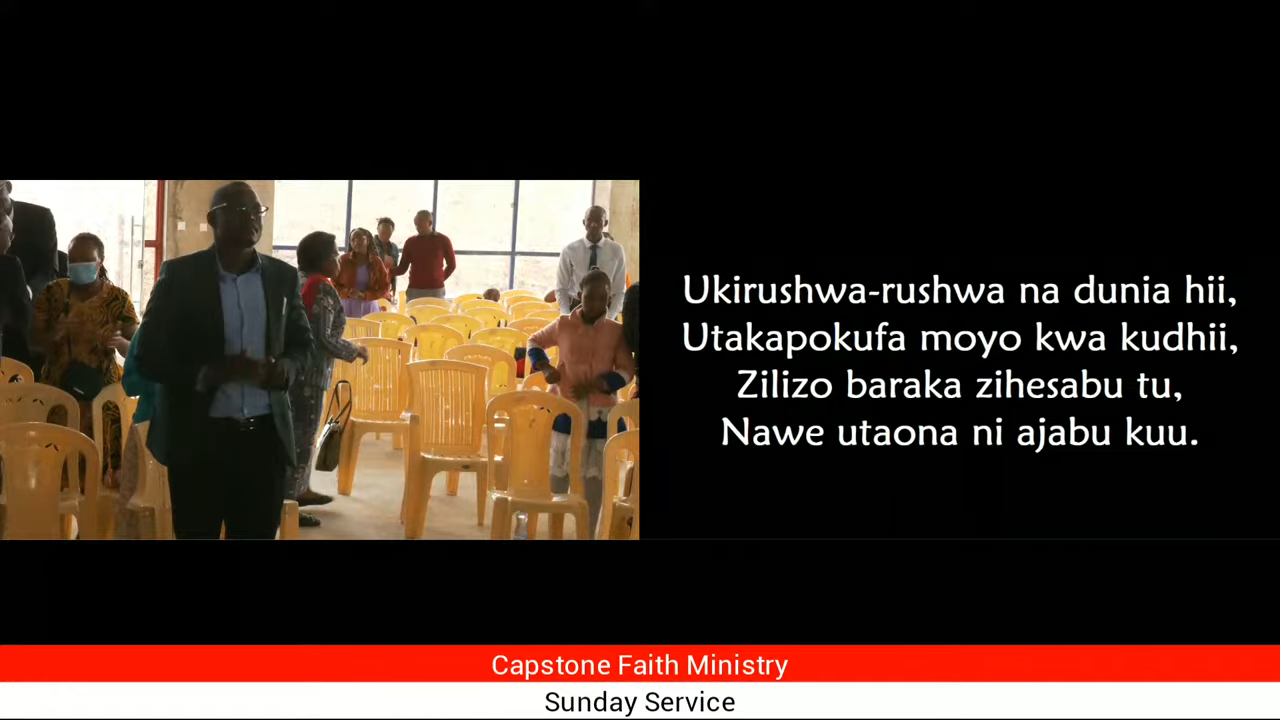 Ukirushwa-rushwa na dunia hii,
Utakapokufa moyo kwa kudhii,
Zilizo baraka zihesabu tu,
Nawe utaona ni ajabu kuu.
Capstone Faith Ministry
Sunday Service